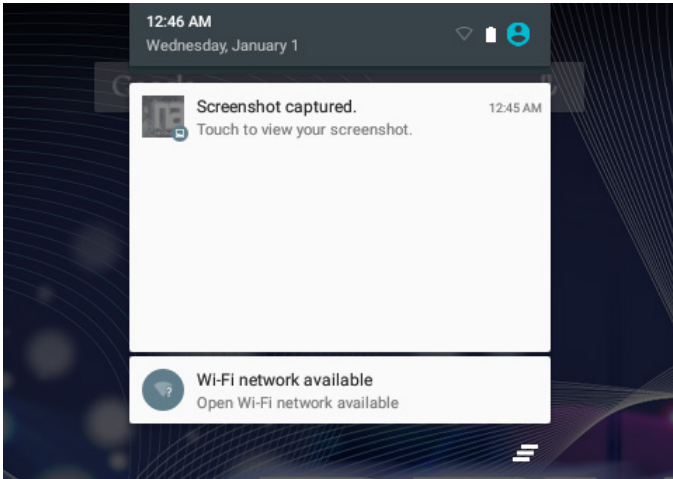 12:46 AM
Wednesday, January 1
Screenshot captured.
12:45 AM
Touch to view your screenshot.
Wi-Fi network available
?
Open Wi-Fi network available